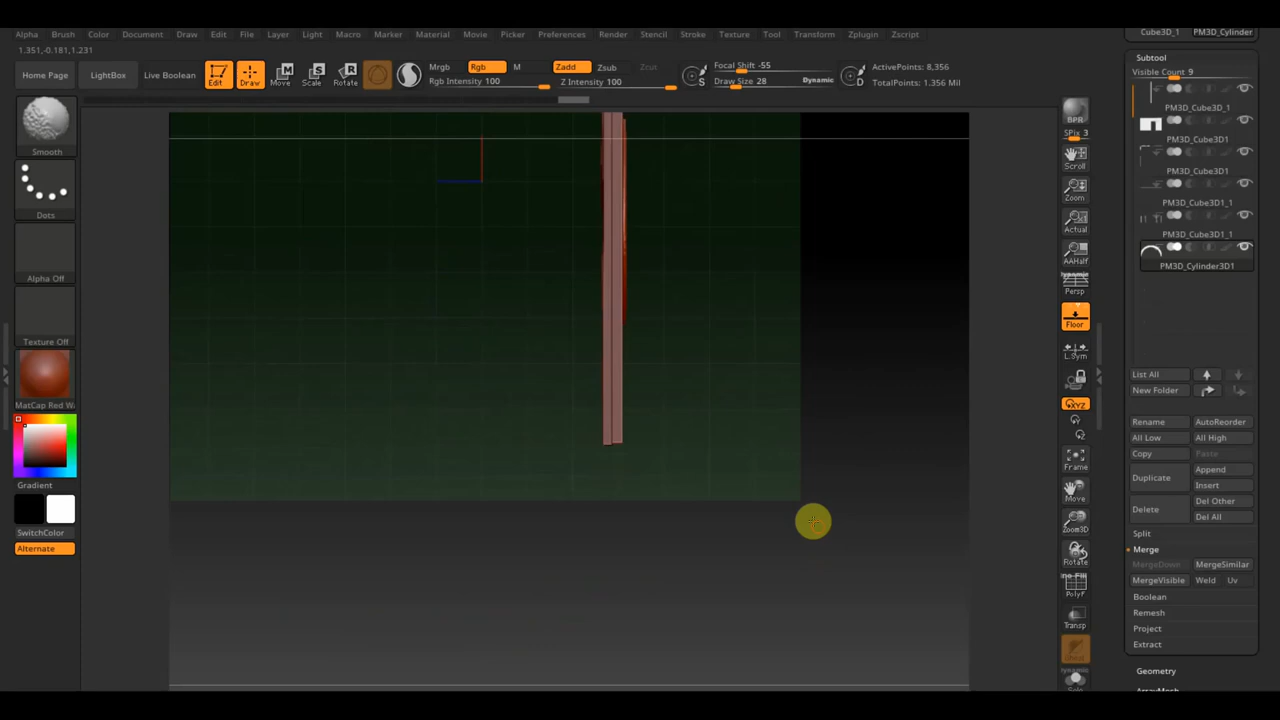 Alpha Brush Color Document Draw Edit File Layer Light Macro Marker Material Movie Picker Preferences Render Stencil Stroke Texture Tool Transform Zplugin Zscript
Cube3D_1 PM3D_Cylinder
1.351,-0.181,1.231
Subtool
Visible Count 9
Home Page LightBox Live Boolean Edit Draw Move Scale Rotate
Mrgb Rgb M Zadd Zsub
Rgb Intensity 100 Z Intensity 100
Focal Shift -55
Draw Size 28 Dynamic
S
D
ActivePoints: 8,356
TotalPoints: 1.356 Mil
Smooth
Dots
Alpha Off
Texture Off
MatCap Red Wa
Gradient
SwitchColor
Alternate
BPR
SPix 3
Scroll
Zoom
Actual
AAHalf
Dynamic
Persp
Floor
L.Sym
XYZ
Y
Z
Frame
Move
Zoom3D
Rotate
PolyF
Transp
Ghost
Dynamic
Solo
PM3D_Cube3D_1
PM3D_Cube3D1
PM3D_Cube3D1
PM3D_Cube3D1_1
PM3D_Cube3D1_1
PM3D_Cylinder3D1
List All
New Folder
Rename AutoReorder
All Low All High
Copy Paste
Duplicate Append
Insert
Delete Del Other
Del All
Split
Merge
MergeDown MergeSimilar
MergeVisible Weld Uv
Boolean
Remesh
Project
Extract
Geometry
ArrayMesh